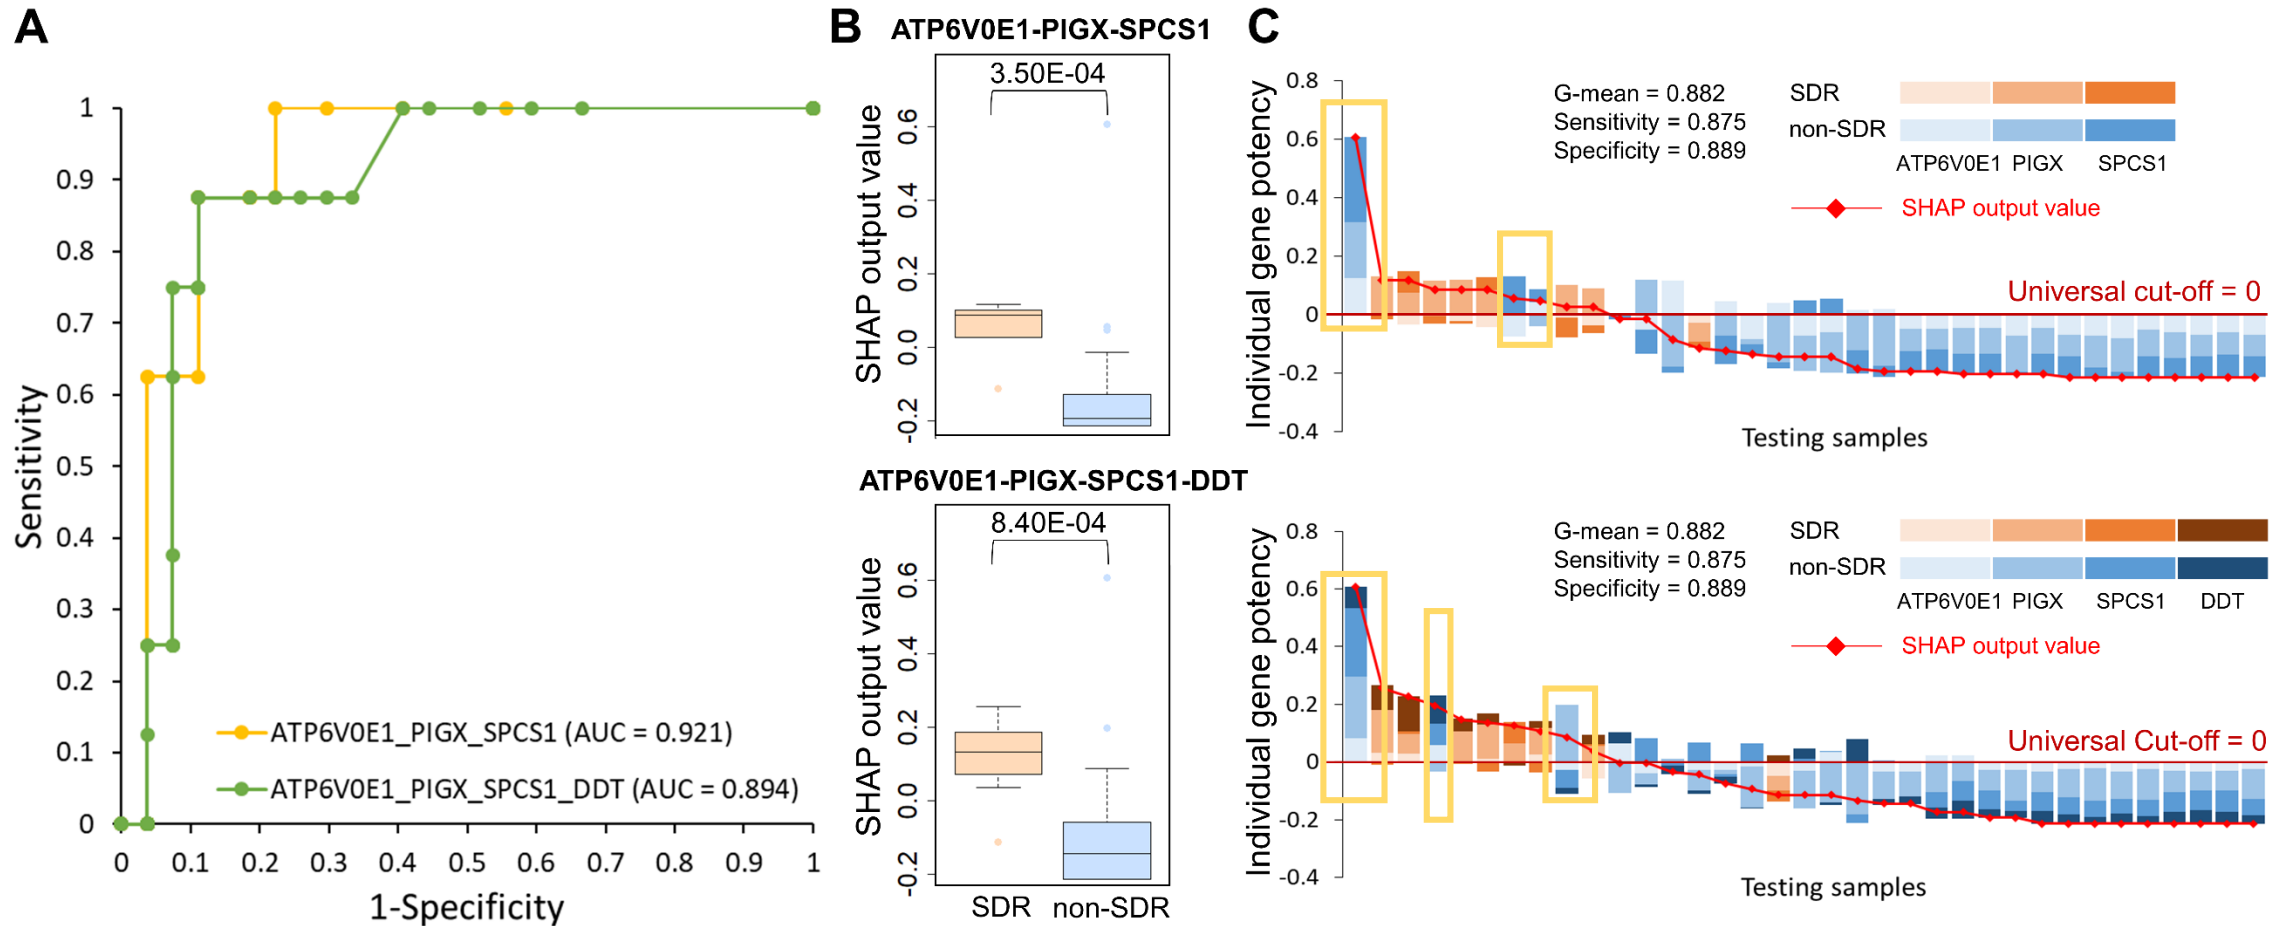 A
Sensitivity
1
0.9
0.8
0.7
0.6
0.5
0.4
0.3
0.2
0.1
0
0 0.1 0.2 0.3 0.4 0.5 0.6 0.7 0.8 0.9 1
1-Specificity
ATP6V0E1_PIGX_SPCS1 (AUC = 0.921)
ATP6V0E1_PIGX_SPCS1_DDT (AUC = 0.894)
B
ATP6V0E1-PIGX-SPCS1
3.50E-04
SHAP output value
0.6
0.4
0.2
0.0
-0.2
ATP6V0E1-PIGX-SPCS1-DDT
8.40E-04
SHAP output value
0.6
0.4
0.2
0.0
-0.2
SDR non-SDR
C
Individual gene potency
0.8
0.6
0.4
0.2
0
-0.2
-0.4
G-mean = 0.882
Sensitivity = 0.875
Specificity = 0.889
SDR
non-SDR
ATP6V0E1 PIGX SPCS1
SHAP output value
Universal cut-off = 0
Testing samples
Individual gene potency
0.8
0.6
0.4
0.2
0
-0.2
-0.4
G-mean = 0.882
Sensitivity = 0.875
Specificity = 0.889
SDR
non-SDR
ATP6V0E1 PIGX SPCS1 DDT
SHAP output value
Universal Cut-off = 0
Testing samples